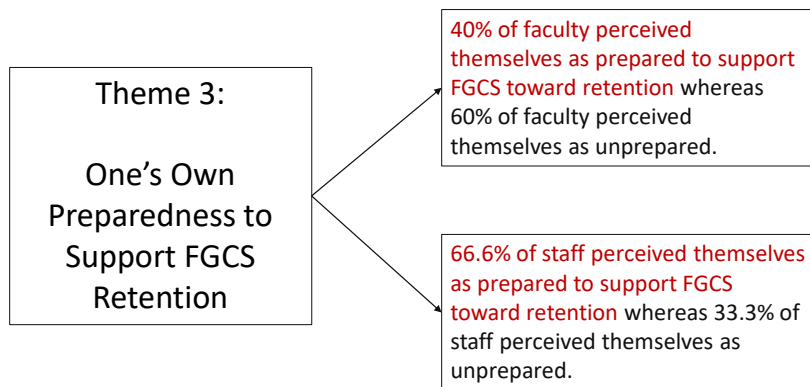 Theme 3:
One’s Own
Preparedness to
Support FGCS
Retention
40% of faculty perceived
themselves as prepared to support
FGCS toward retention whereas
60% of faculty perceived
themselves as unprepared.
66.6% of staff perceived themselves
as prepared to support FGCS
toward retention whereas 33.3% of
staff perceived themselves as
unprepared.